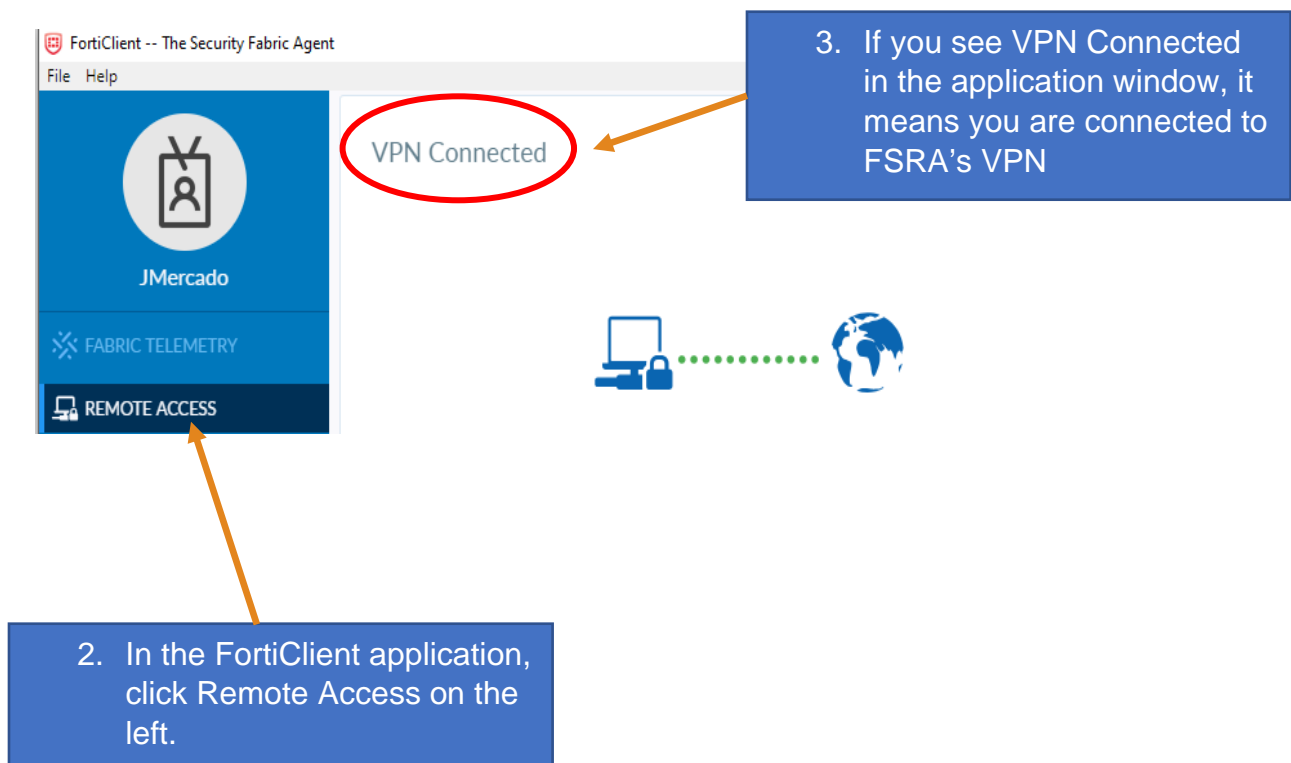 FortiClient -- The Security Fabric Agent
File Help
JMercado
FABRIC TELEMETRY
REMOTE ACCESS
VPN Connected
3. If you see VPN Connected
in the application window, it
means you are connected to
FSRA's VPN
2. In the FortiClient application,
click Remote Access on the
left.